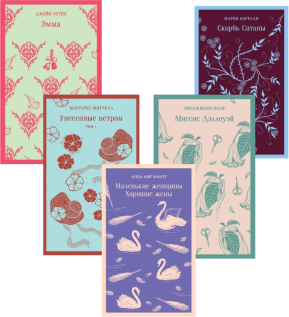 ДЖЕЙН ОСТИН
Эмма
МАРИЯ КОРЕЛЛИ
Скорбь Сатаны
МАРГАРЕТ МИТЧЕЛЛ
Унесенные ветром
ТОМ 1
ВИРДЖИНИЯ ВУЛФ
Миссис Дэллоуэй
ЛУИЗА МЭЙ ОЛКОТТ
Маленькие женщины
Хорошие жены